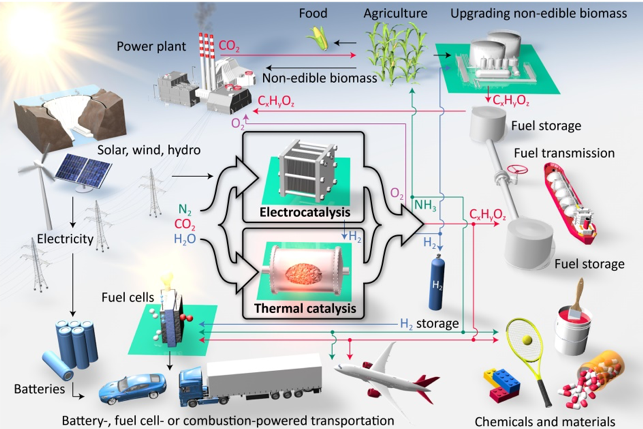 Food
Agriculture
Upgrading non-edible biomass
Power plant
CO2
Non-edible biomass
CxHyOz
CxHyOz
O2
Fuel storage
Solar, wind, hydro
Fuel transmission
N2
CO2
H2O
Electrocatalysis
O2
NH3
CxHyOz
H2
H2
Electricity
Fuel storage
H2
Thermal catalysis
Fuel cells
H2 storage
Batteries
Battery-, fuel cell- or combustion-powered transportation
Chemicals and materials